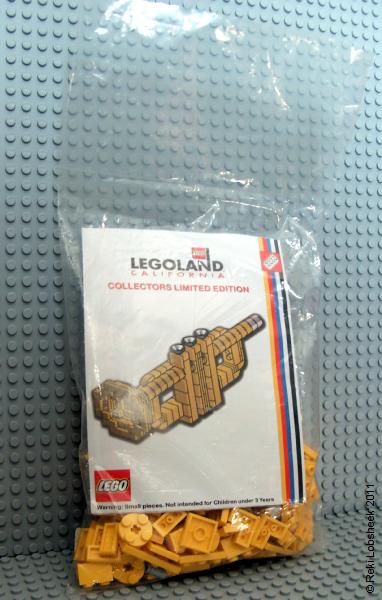 LEGO
LEGOLAND
CALIFORNIA
COLLECTORS LIMITED EDITION
LEGO
Warning: Small pieces. Not intended for Children under 3 Years
© Reki Lobsheek 2011